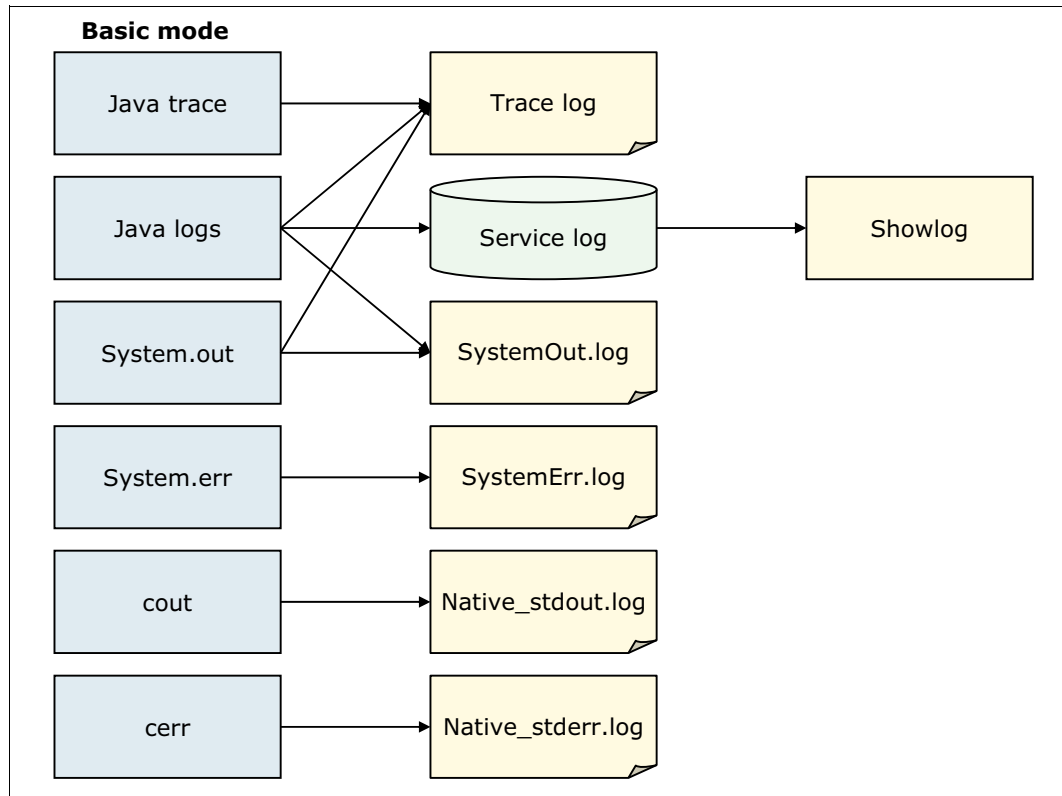 Basic mode
Java trace
Trace log
Java logs
Service log
Showlog
System.out
SystemOut.log
System.err
SystemErr.log
cout
Native_stdout.log
cerr
Native_stderr.log